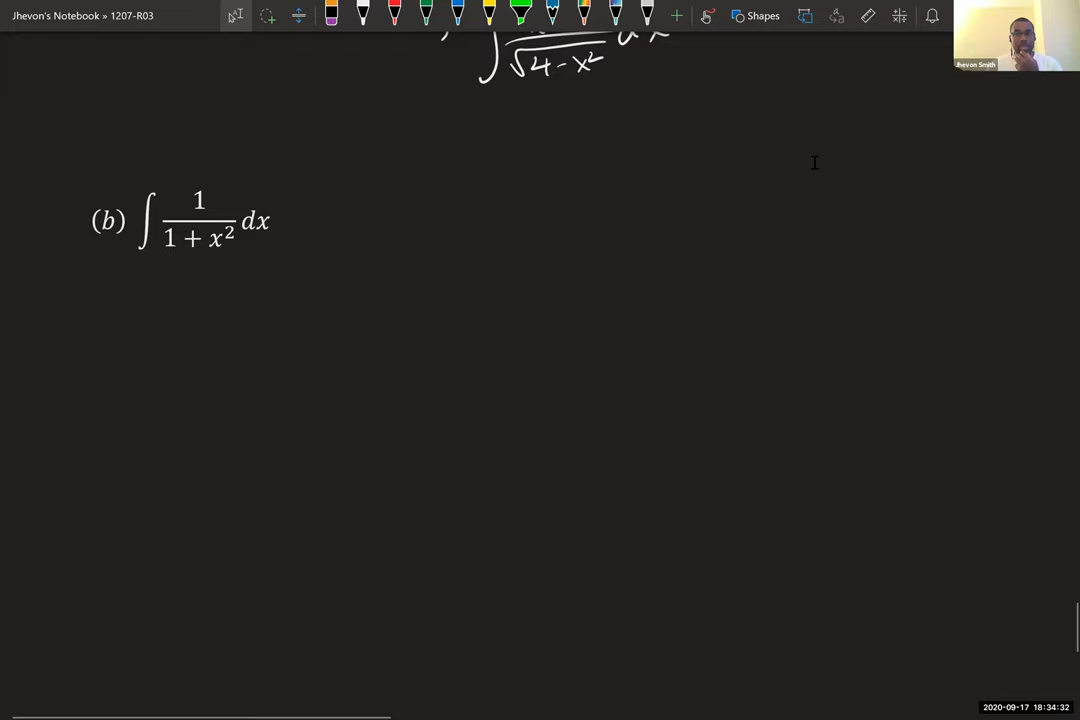 Jhevon's Notebook » 1207-R03
Shapes
Jhevon Smith
∫ √4-x²
(b) ∫ 1/(1 + x²) dx
2020-09-17 18:34:32